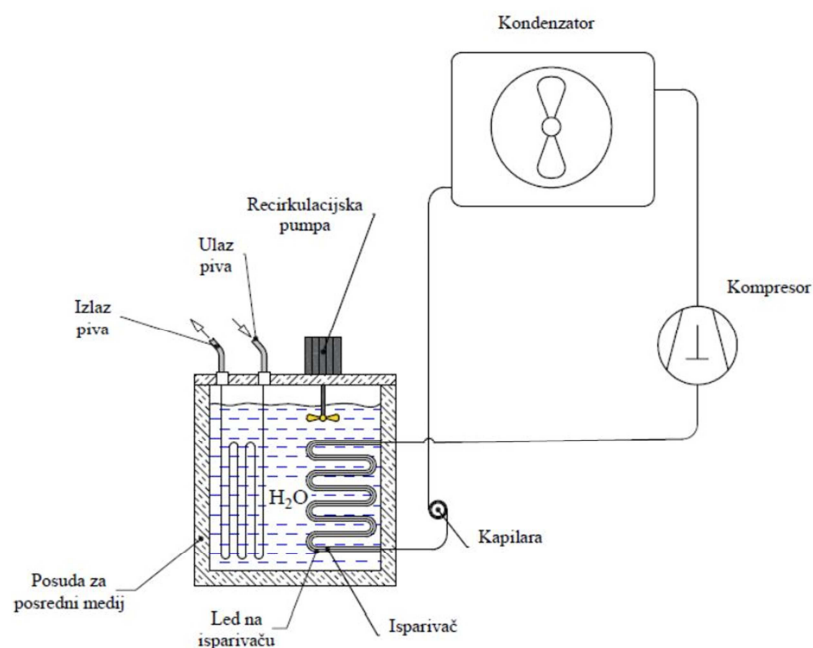 Kondenzator
Recirkulacijska
pumpa
Ulaz
piva
Izlaz
piva
Kompresor
H₂O
Kapilara
Posuda za
posredni medij
Led na
isparivaču
Isparivač